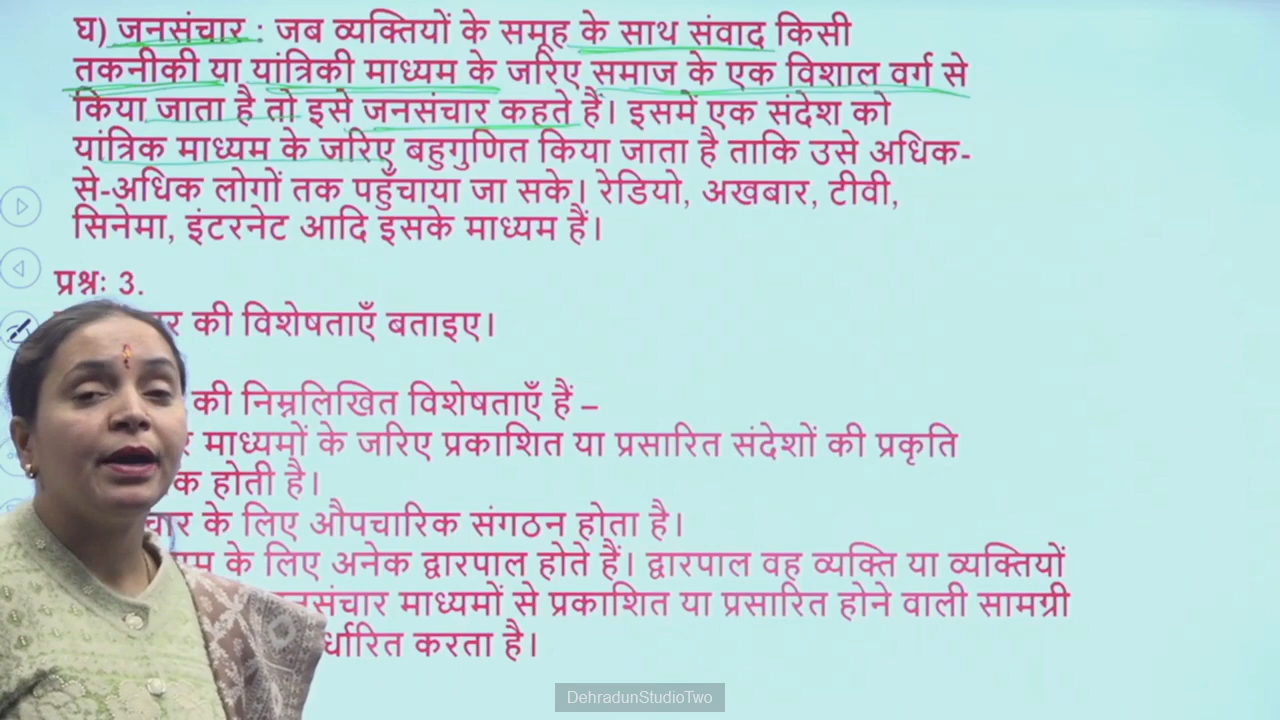 घ) जनसंचार : जब व्यक्तियों के समूह के साथ संवाद किसी
तकनीकी या यांत्रिकी माध्यम के जरिए समाज के एक विशाल वर्ग से
किया जाता है तो इसे जनसंचार कहते हैं। इसमें एक संदेश को
यांत्रिक माध्यम के जरिए बहुगुणित किया जाता है ताकि उसे अधिक-
से-अधिक लोगों तक पहुँचाया जा सके। रेडियो, अखबार, टीवी,
सिनेमा, इंटरनेट आदि इसके माध्यम हैं।
प्रश्नः 3.
की विशेषताएँ बताइए।
की निम्नलिखित विशेषताएँ हैं –
माध्यमों के जरिए प्रकाशित या प्रसारित संदेशों की प्रकृति
होती है।
के लिए औपचारिक संगठन होता है।
के लिए अनेक द्वारपाल होते हैं। द्वारपाल वह व्यक्ति या व्यक्तियों
माध्यमों से प्रकाशित या प्रसारित होने वाली सामग्री
करता है।
DehradunStudioTwo